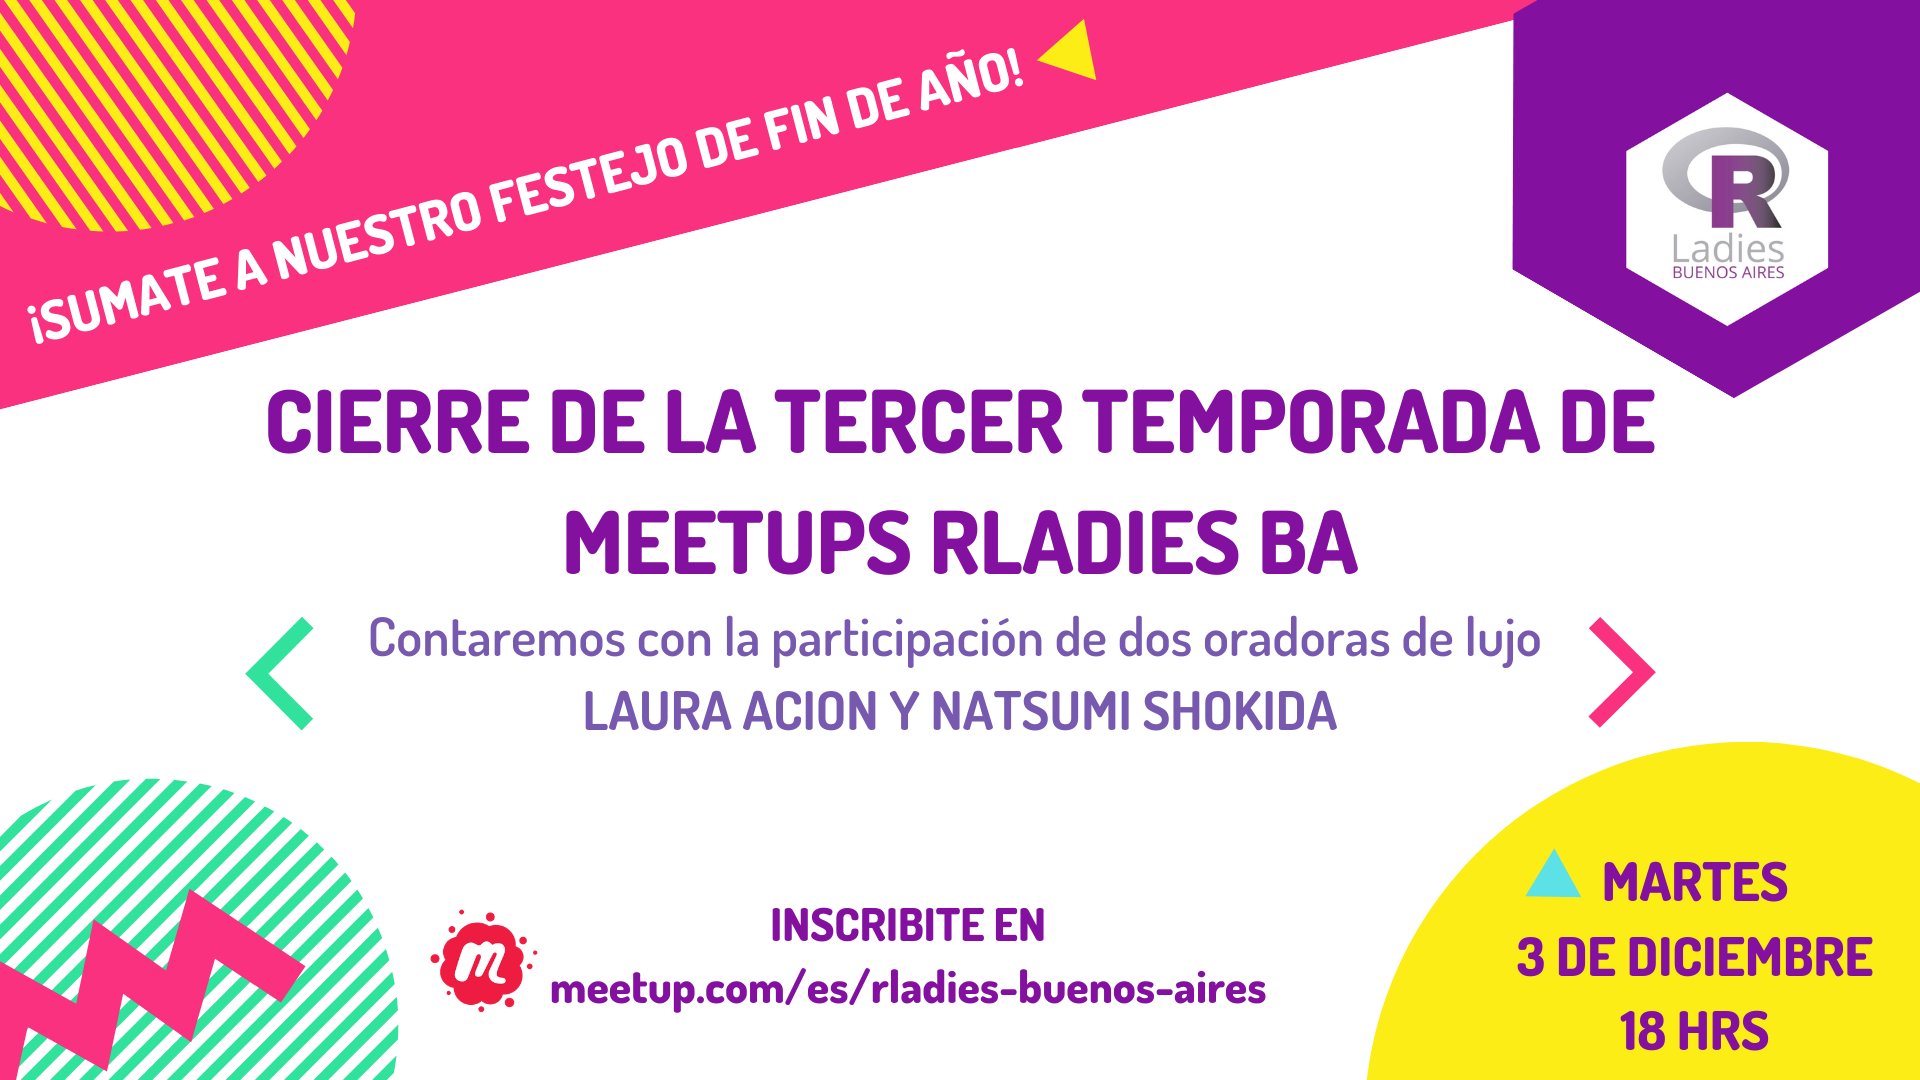 ¡SUMATE A NUESTRO FESTEJO DE FIN DE AÑO!
R
Ladies
BUENOS AIRES
CIERRE DE LA TERCER TEMPORADA DE
MEETUPS RLADIES BA
Contaremos con la participación de dos oradoras de lujo
LAURA ACION Y NATSUMI SHOKIDA
m
INSCRIBITE EN
meetup.com/es/rladies-buenos-aires
MARTES
3 DE DICIEMBRE
18 HRS